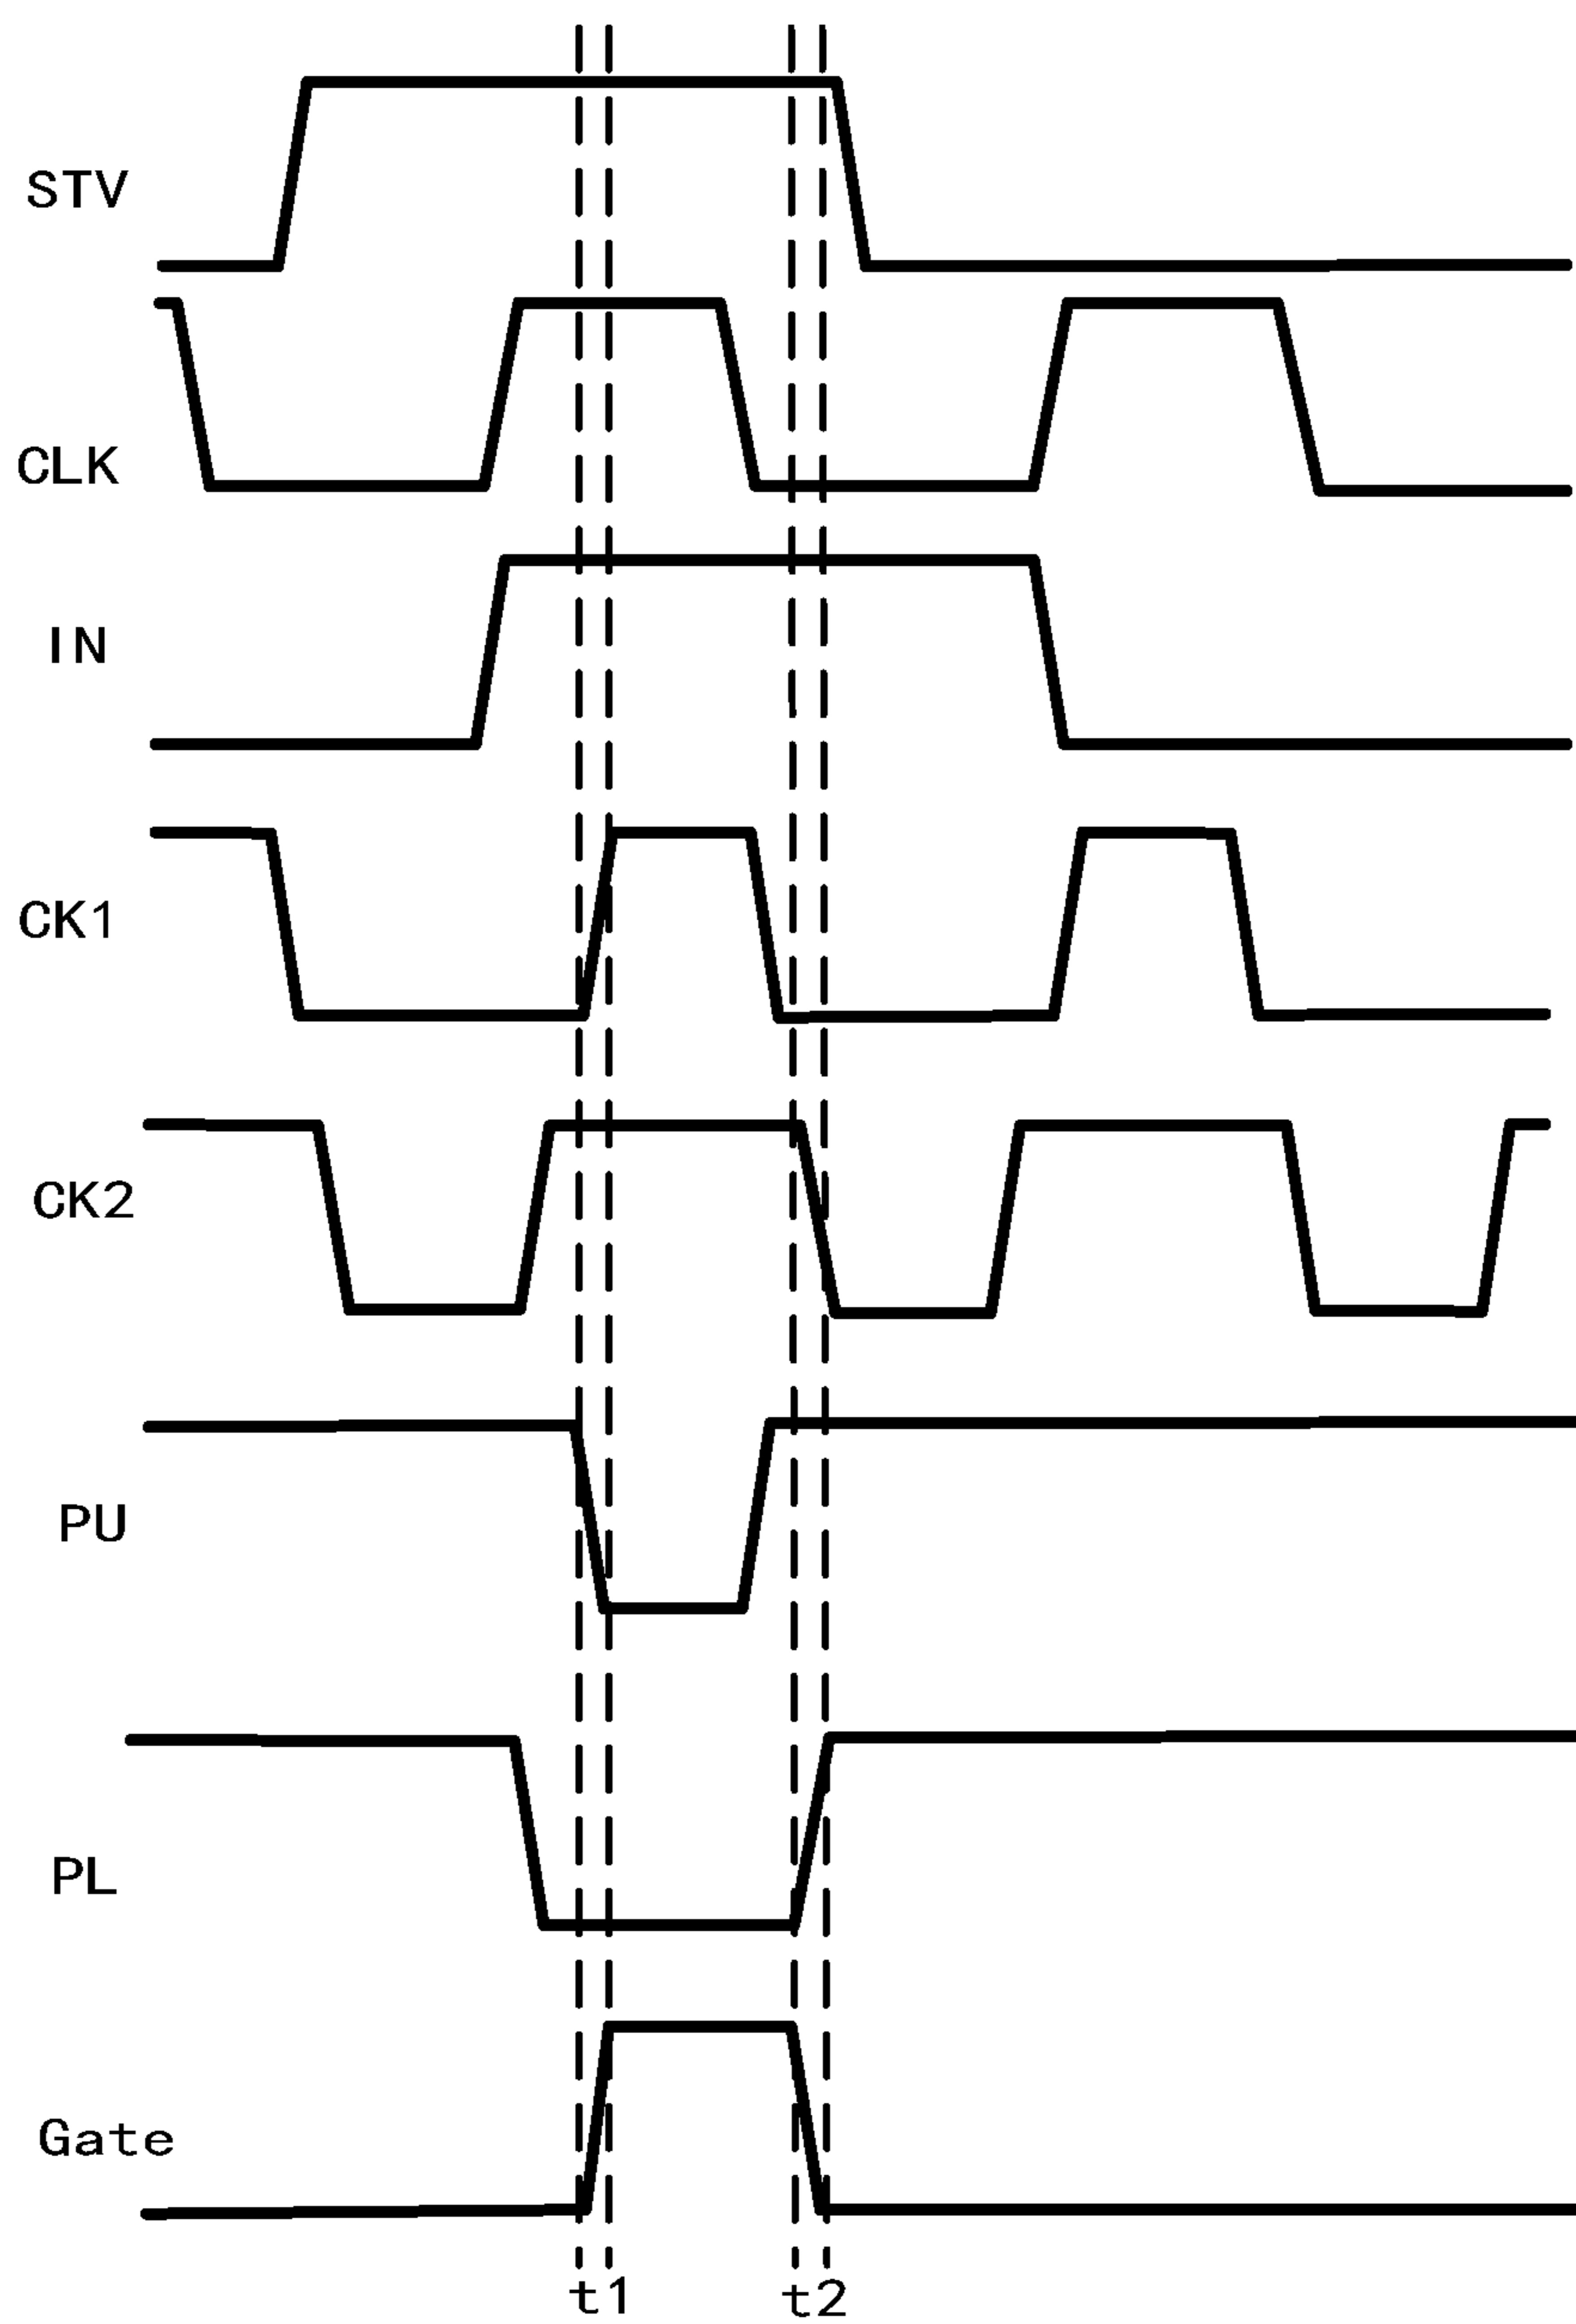 STV
CLK
IN
CK1
CK2
PU
PL
Gate
t1 t2